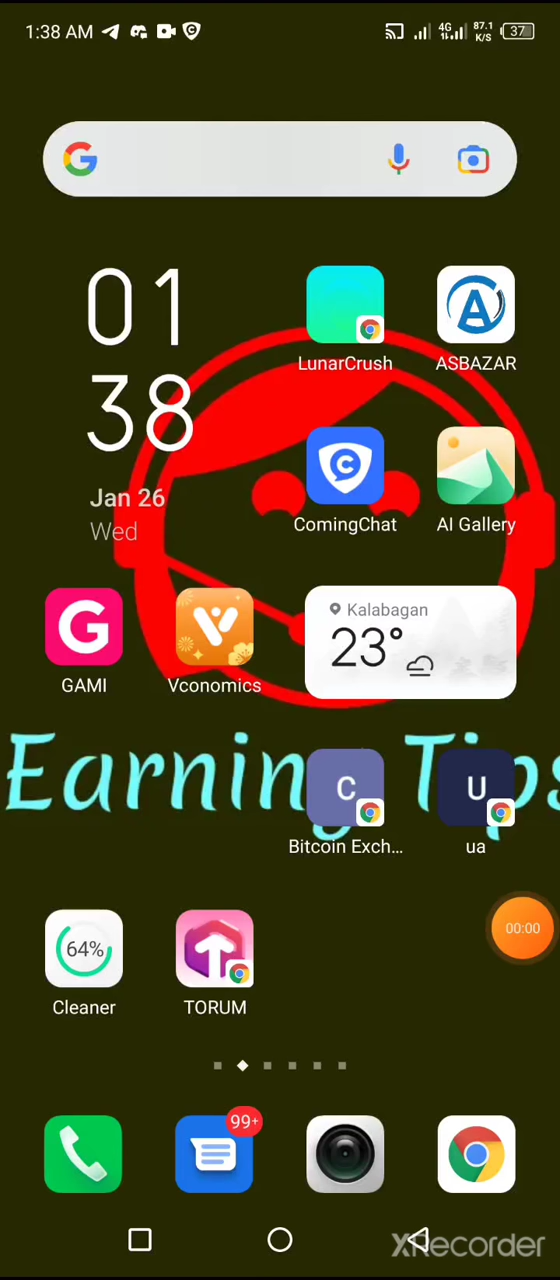 1:38 AM
4G
87.1
K/S
37
G
01
38
Jan 26
Wed
LunarCrush
A
ASBAZAR
C
ComingChat
AI Gallery
G
GAMI
V
Vconomics
Kalabagan
23°
Earning Tips
C
Bitcoin Exch...
U
ua
00:00
64%
Cleaner
TORUM
99+
XRecorder